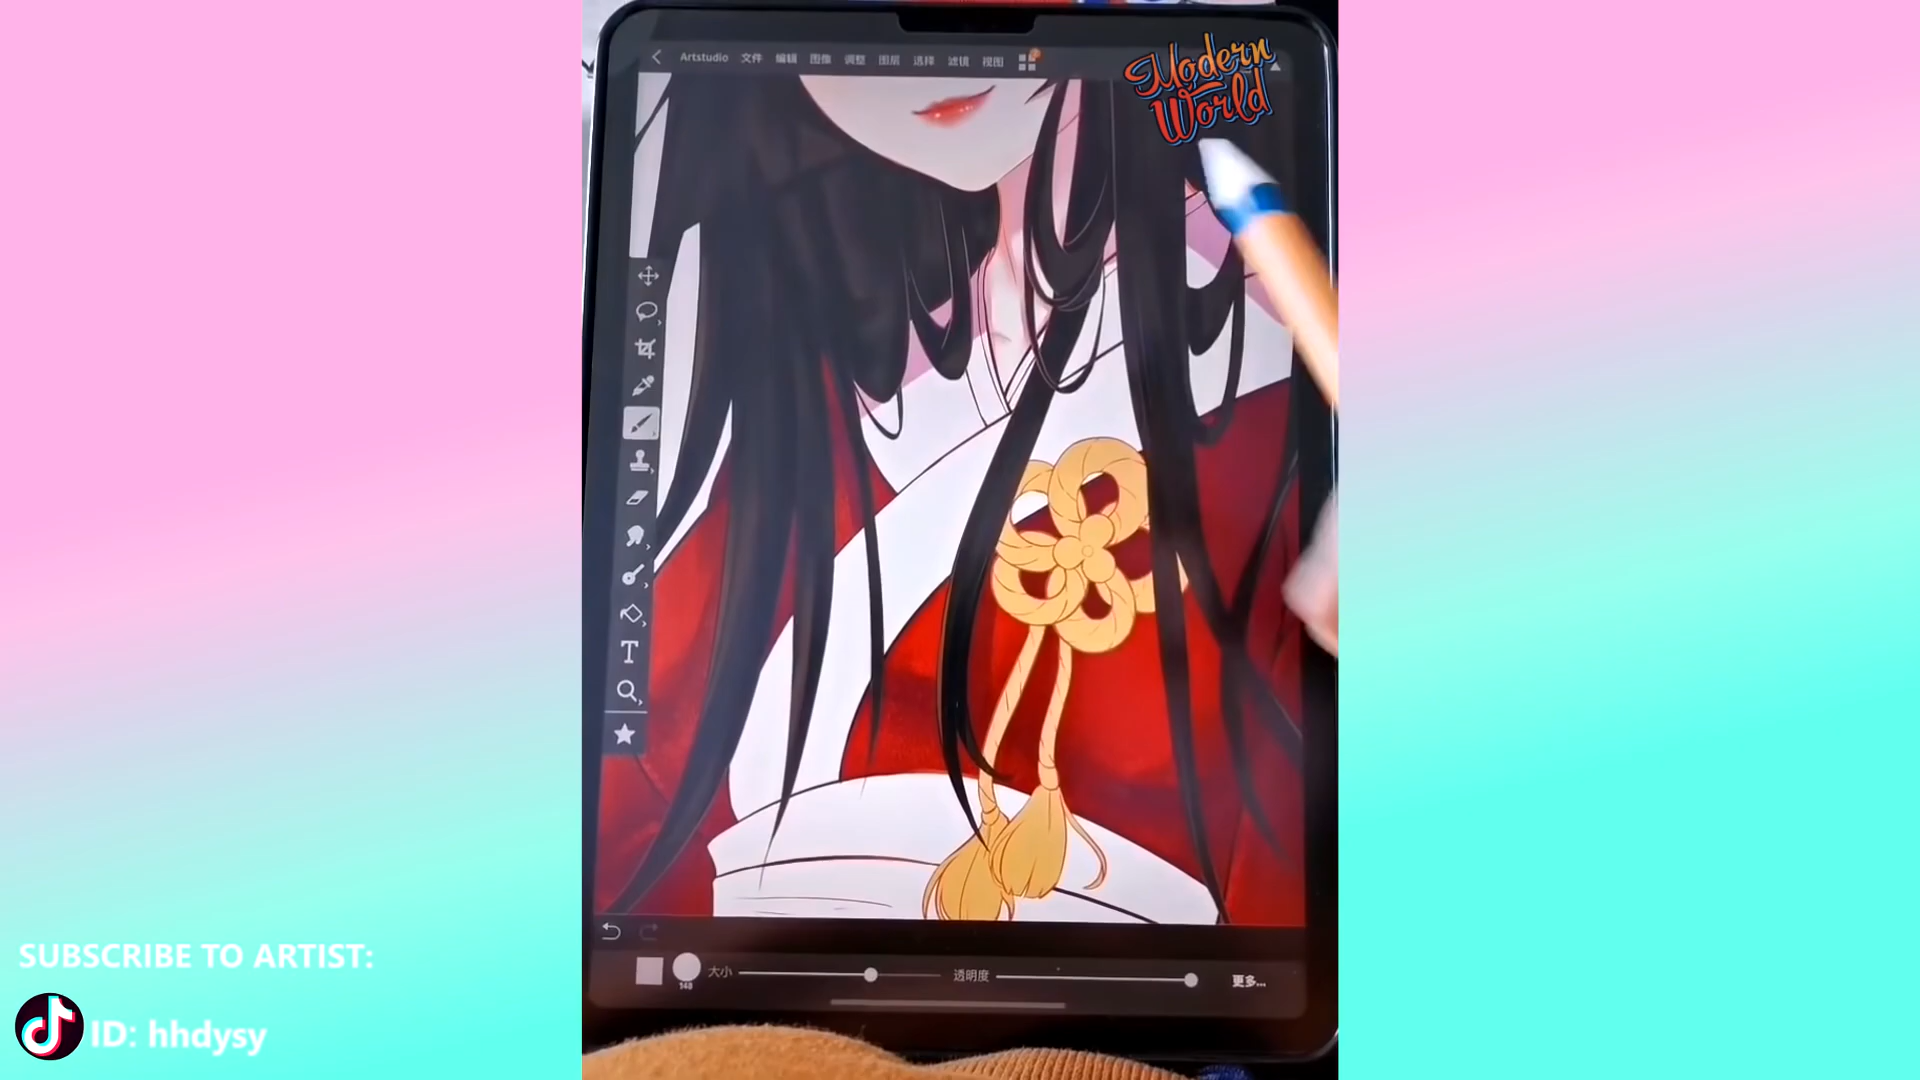 Artstudio 文件 编辑 图像 调整 图层 选择 滤镜 视图
Modern
World
T
148
大小
透明度
更多...
SUBSCRIBE TO ARTIST:
ID: hhdysy